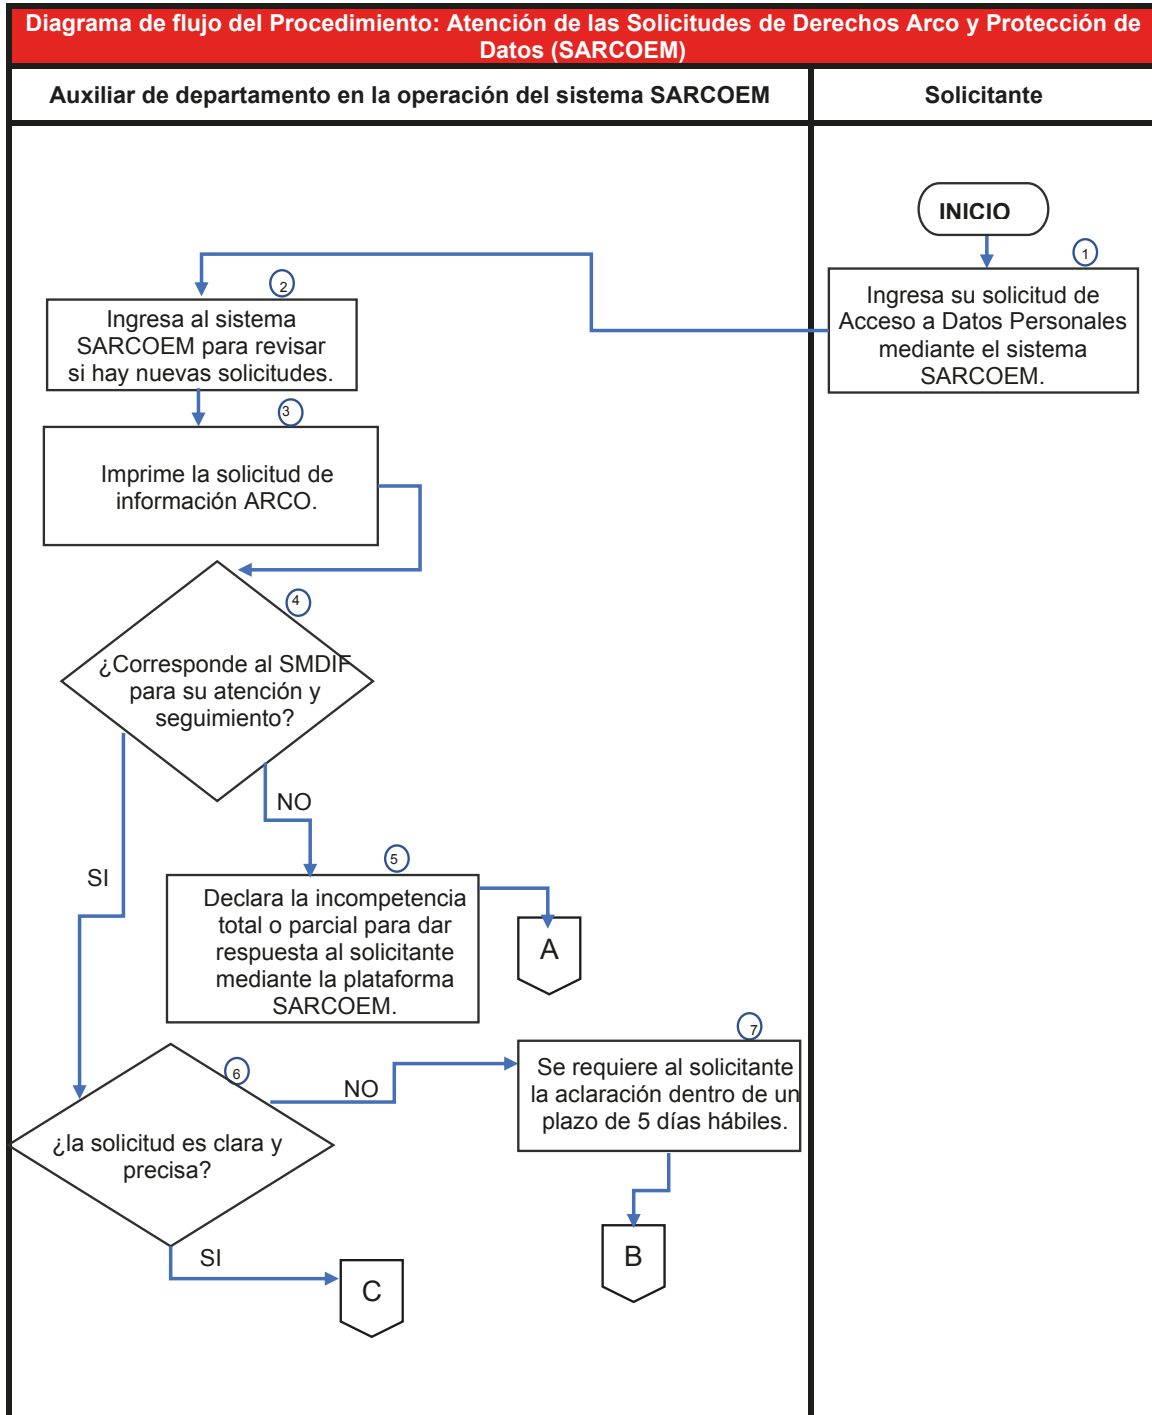 Diagrama de flujo del Procedimiento: Atención de las Solicitudes de Derechos Arco y Protección de
Datos (SARCOEM)
Auxiliar de departamento en la operación del sistema SARCOEM
Solicitante
INICIO
1
Ingresa su solicitud de
Acceso a Datos Personales
mediante el sistema
SARCOEM.
2
Ingresa al sistema
SARCOEM para revisar
si hay nuevas solicitudes.
3
Imprime la solicitud de
información ARCO.
4
¿Corresponde al SMDIF
para su atención y
seguimiento?
NO
SI
5
Declara la incompetencia
total o parcial para dar
respuesta al solicitante
mediante la plataforma
SARCOEM.
A
6
¿la solicitud es clara y
precisa?
NO
7
Se requiere al solicitante
la aclaración dentro de un
plazo de 5 días hábiles.
B
SI
C